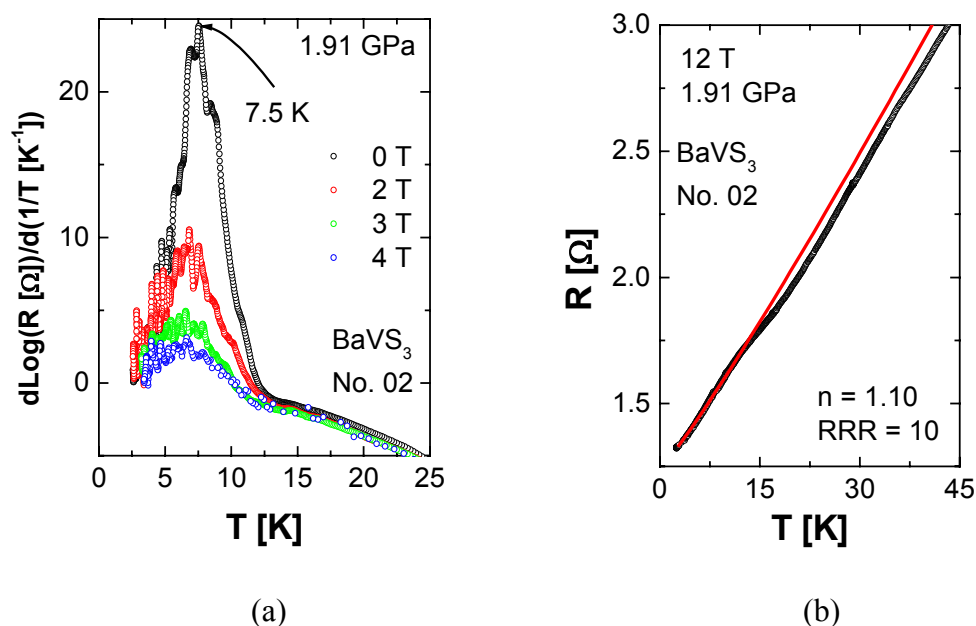 1.91 GPa
20
7.5 K
0 T
2 T
10
3 T
4 T
BaVS3
0
No. 02
dLog(R [Ω])/d(1/T [K-1])
0 5 10 15 20 25
T [K]
(a)
3.0
12 T
1.91 GPa
2.5
BaVS3
No. 02
R [Ω]
2.0
1.5
n = 1.10
RRR = 10
0 15 30 45
T [K]
(b)